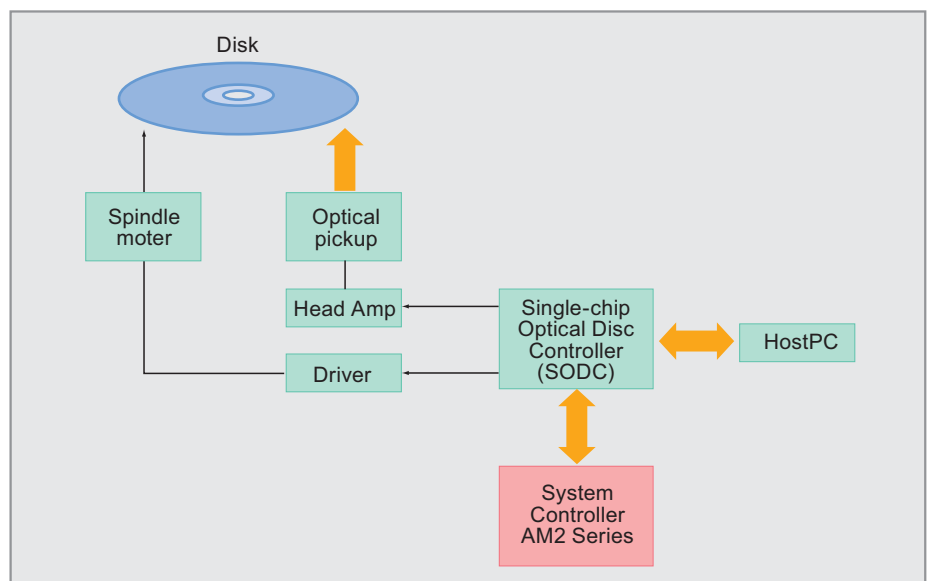 Disk
Spindle
moter
Optical
pickup
Head Amp
Driver
Single-chip
Optical Disc
Controller
(SODC)
HostPC
System
Controller
AM2 Series